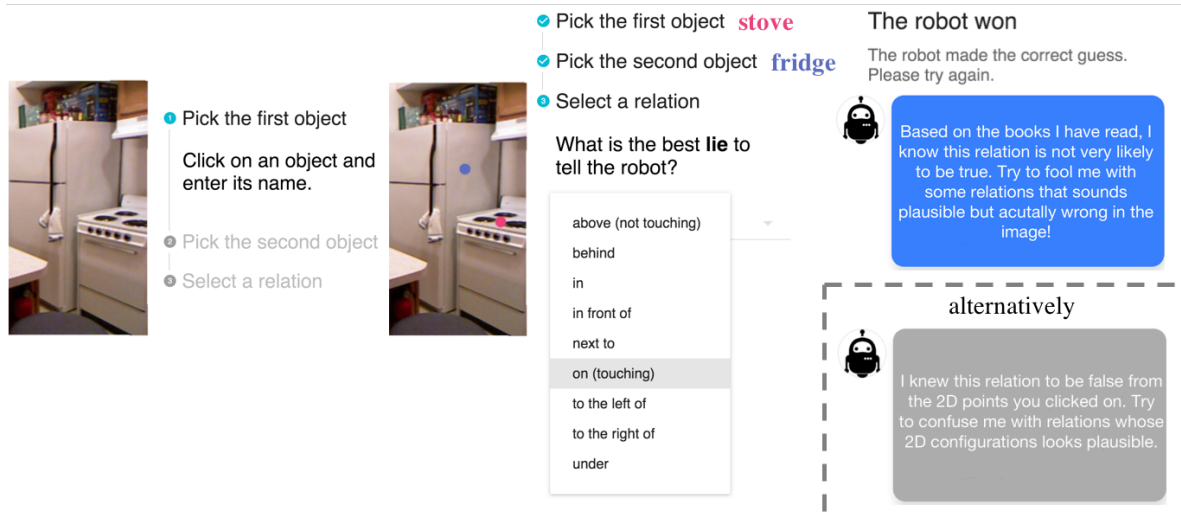 1 Pick the first object
Click on an object and
enter its name.
2 Pick the second object
3 Select a relation
Pick the first object stove
Pick the second object fridge
3 Select a relation
What is the best lie to
tell the robot?
above (not touching)
behind
in
in front of
next to
on (touching)
to the left of
to the right of
under
The robot won
The robot made the correct guess.
Please try again.
Based on the books I have read, I
know this relation is not very likely
to be true. Try to fool me with
some relations that sounds
plausible but acutally wrong in the
image!
alternatively
I knew this relation to be false from
the 2D points you clicked on. Try
to confuse me with relations whose
2D configurations looks plausible.